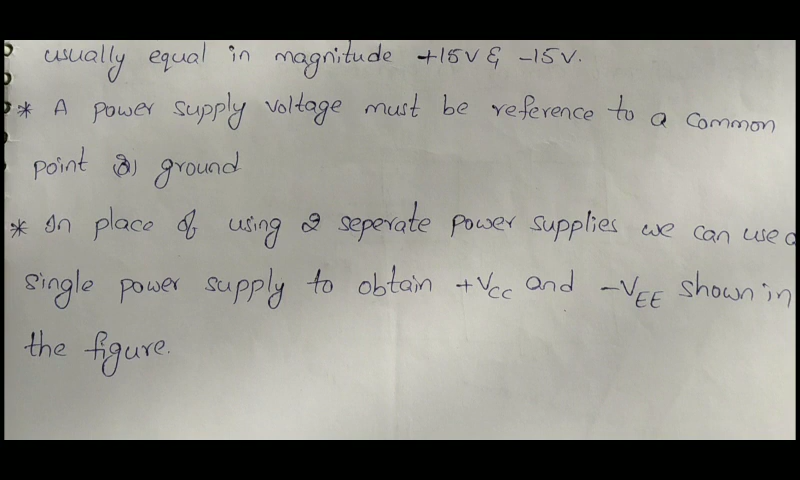 usually equal in magnitude +15V & -15V.
* A power supply voltage must be reference to a common
point (or) ground
* In place of using 2 seperate power supplies we can use a
single power supply to obtain +VCC and -VEE shown in
the figure.